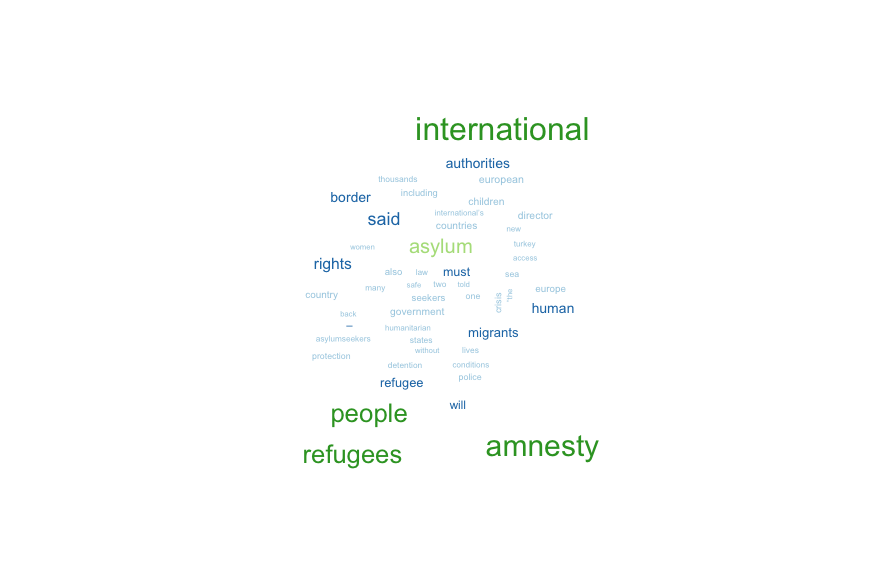 international
authorities
thousands
european
including
border
children
international's
director
said
countries
new
asylum
women
turkey
access
rights
also
law
must
sea
many
safe
two
told
country
seekers
one
crisis
"the
europe
government
human
back
–
humanitarian
migrants
asylumseekers
states
without
lives
protection
detention
conditions
police
refugee
will
people
amnesty
refugees